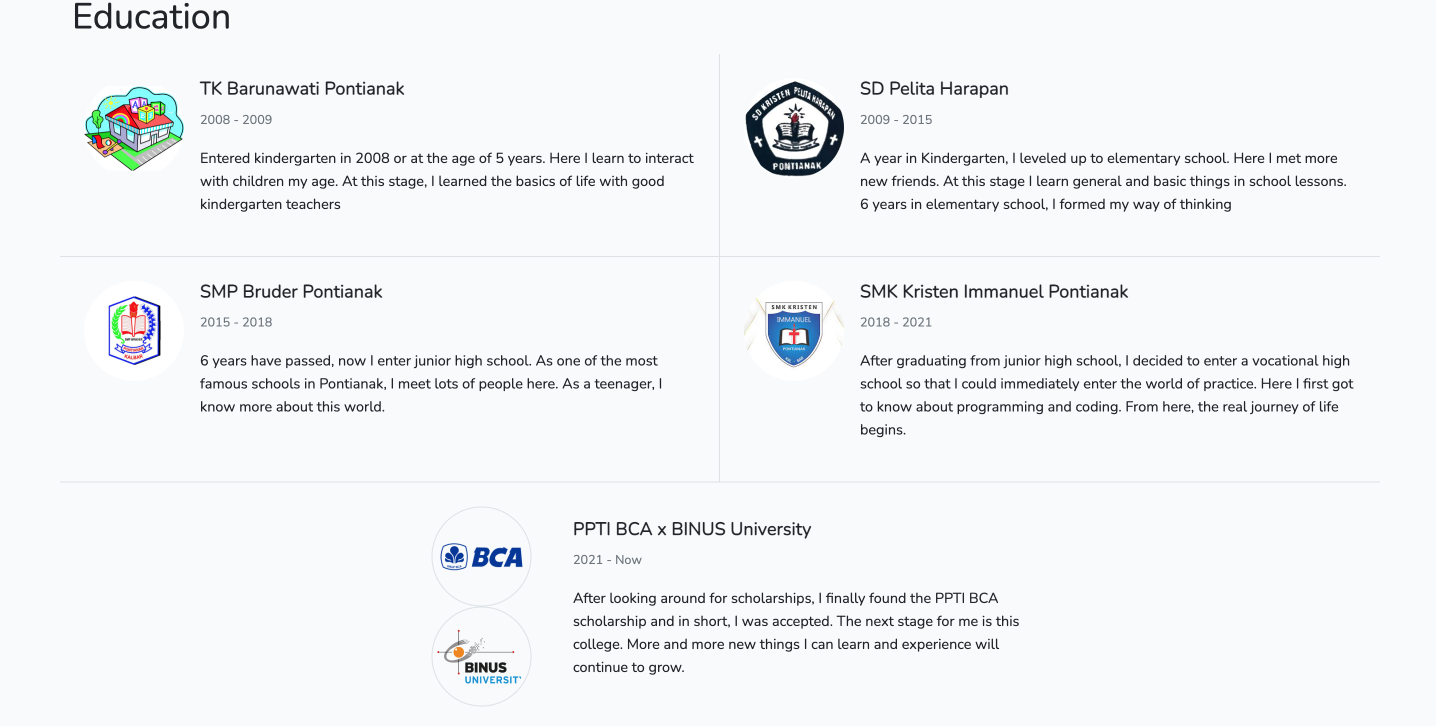 Education
TK Barunawati Pontianak
2008 - 2009
Entered kindergarten in 2008 or at the age of 5 years. Here I learn to interact
with children my age. At this stage, I learned the basics of life with good
kindergarten teachers
SD KRISTEN PELITA HARAPAN
PONTIANAK
SD Pelita Harapan
2009 - 2015
A year in Kindergarten, I leveled up to elementary school. Here I met more
new friends. At this stage I learn general and basic things in school lessons.
6 years in elementary school, I formed my way of thinking
SMP Bruder Pontianak
2015 - 2018
6 years have passed, now I enter junior high school. As one of the most
famous schools in Pontianak, I meet lots of people here. As a teenager, I
know more about this world.
SMK KRISTEN
IMMANUEL
PONTIANAK
SMK Kristen Immanuel Pontianak
2018 - 2021
After graduating from junior high school, I decided to enter a vocational high
school so that I could immediately enter the world of practice. Here I first got
to know about programming and coding. From here, the real journey of life
begins.
BCA
BINUS
UNIVERSITY
PPTI BCA x BINUS University
2021 - Now
After looking around for scholarships, I finally found the PPTI BCA
scholarship and in short, I was accepted. The next stage for me is this
college. More and more new things I can learn and experience will
continue to grow.